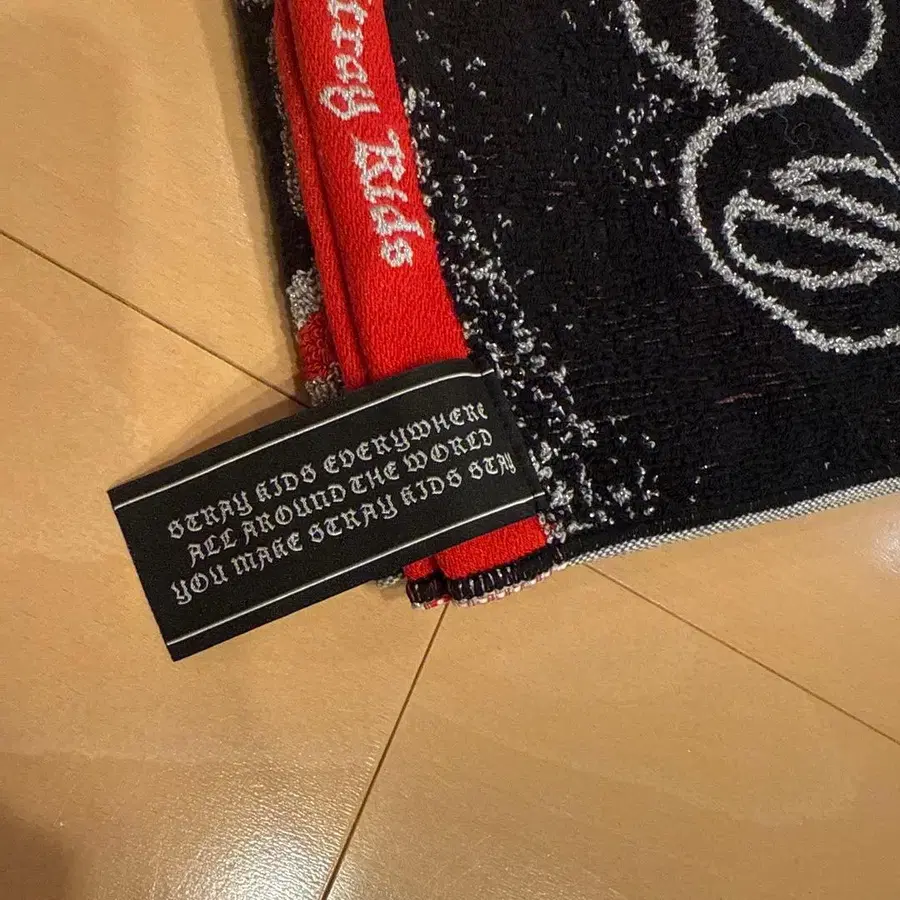 Stray Kids
STRAY KIDS EVERYWHERE
ALL AROUND THE WORLD
YOU MAKE STRAY KIDS STAY